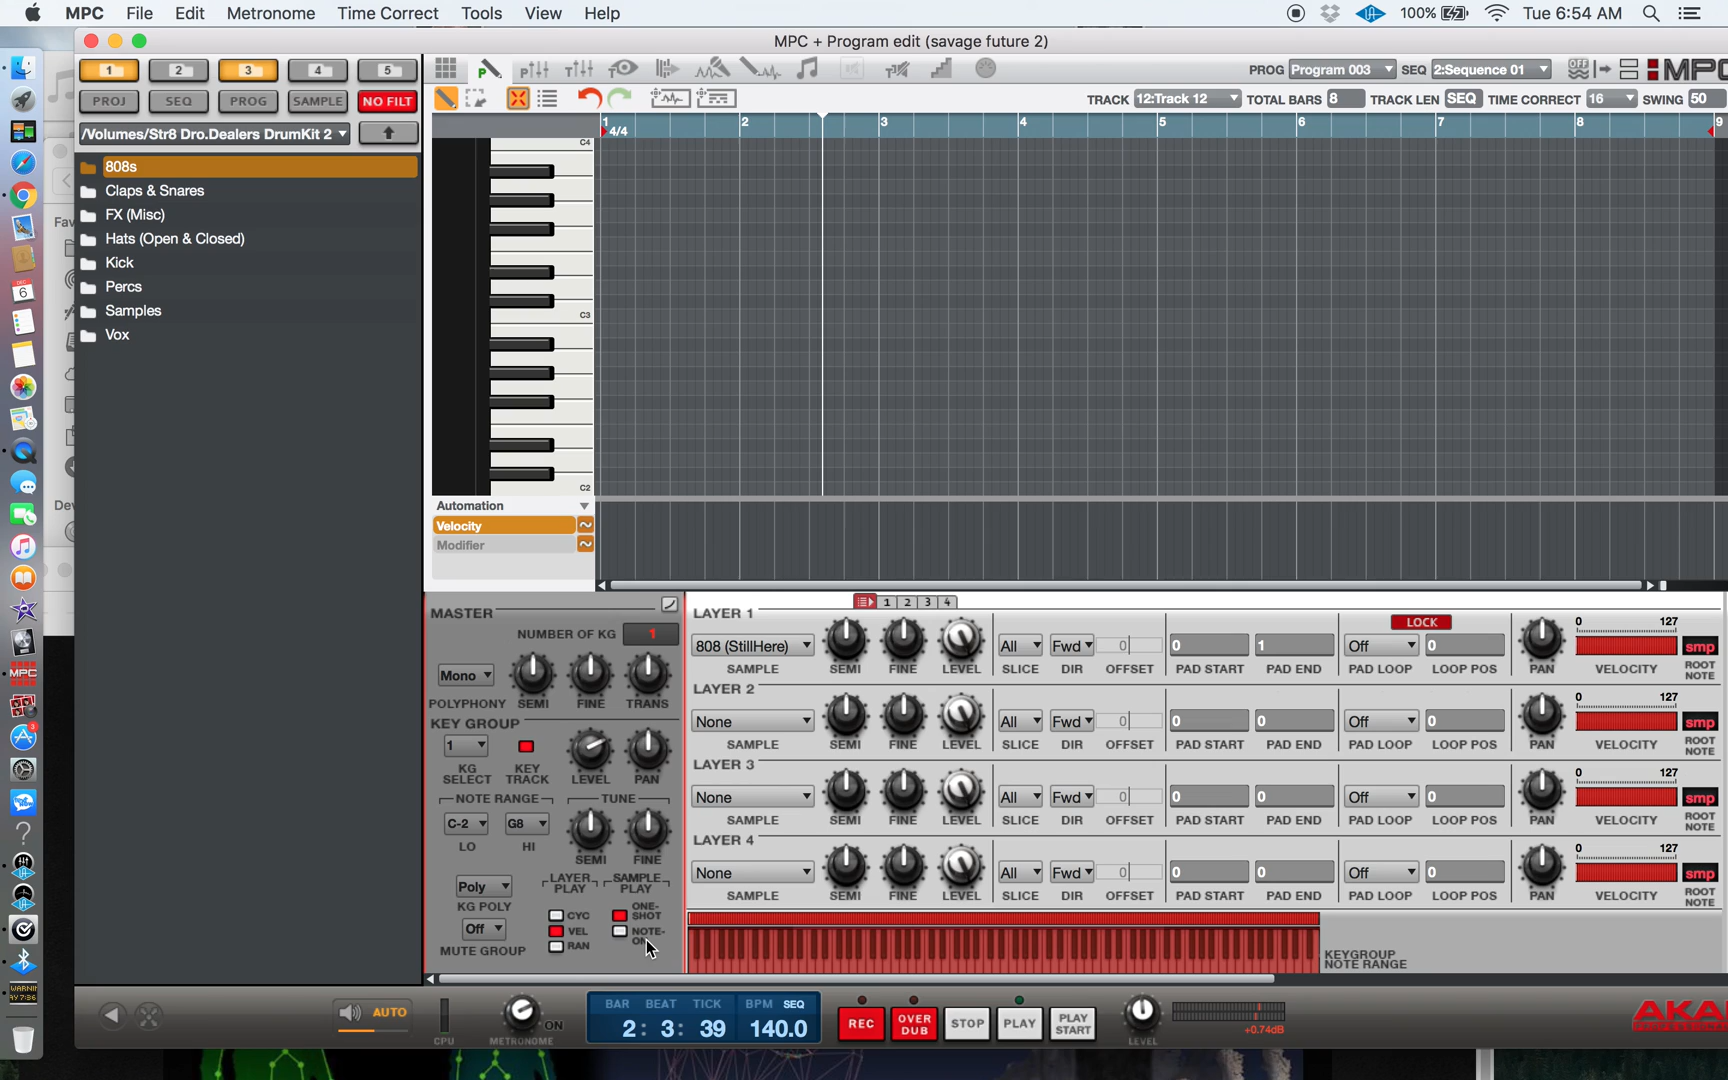 MPC File Edit Metronome Time Correct Tools View Help 100% Tue 6:54 AM
MPC + Program edit (savage future 2)
1 2 3 4 5
PROJ SEQ PROG SAMPLE NO FILT
/Volumes/Str8 Dro.Dealers DrumKit 2
808s
Claps & Snares
FX (Misc)
Hats (Open & Closed)
Kick
Percs
Samples
Vox
PROG Program 003 SEQ 2:Sequence 01 OFF MPC
TRACK 12:Track 12 TOTAL BARS 8 TRACK LEN SEQ TIME CORRECT 16 SWING 50
1 2 3 4 5 6 7 8 9
4/4
C4
C3
C2
Fav
Dev
Automation
Velocity
Modifier
MASTER
NUMBER OF KG 1
Mono
POLYPHONY SEMI FINE TRANS
KEY GROUP
1
KG SELECT KEY TRACK LEVEL PAN
NOTE RANGE TUNE
C-2 G8
LO HI SEMI FINE
Poly LAYER PLAY SAMPLE PLAY
KG POLY
Off
MUTE GROUP
CYC ONE-SHOT
VEL NOTE-ON
RAN
1 2 3 4
LAYER 1 LOCK 0 127
808 (StillHere) All Fwd 0 0 1 Off 0 smp
SAMPLE SEMI FINE LEVEL SLICE DIR OFFSET PAD START PAD END PAD LOOP LOOP POS PAN VELOCITY ROOT NOTE
LAYER 2 0 127
None All Fwd 0 0 0 Off 0 smp
SAMPLE SEMI FINE LEVEL SLICE DIR OFFSET PAD START PAD END PAD LOOP LOOP POS PAN VELOCITY ROOT NOTE
LAYER 3 0 127
None All Fwd 0 0 0 Off 0 smp
SAMPLE SEMI FINE LEVEL SLICE DIR OFFSET PAD START PAD END PAD LOOP LOOP POS PAN VELOCITY ROOT NOTE
LAYER 4 0 127
None All Fwd 0 0 0 Off 0 smp
SAMPLE SEMI FINE LEVEL SLICE DIR OFFSET PAD START PAD END PAD LOOP LOOP POS PAN VELOCITY ROOT NOTE
KEYGROUP
NOTE RANGE
AUTO
CPU
METRONOME ON
BAR BEAT TICK BPM SEQ
2: 3: 39 140.0
REC OVER DUB STOP PLAY PLAY START
LEVEL
+0.74dB
AKAI